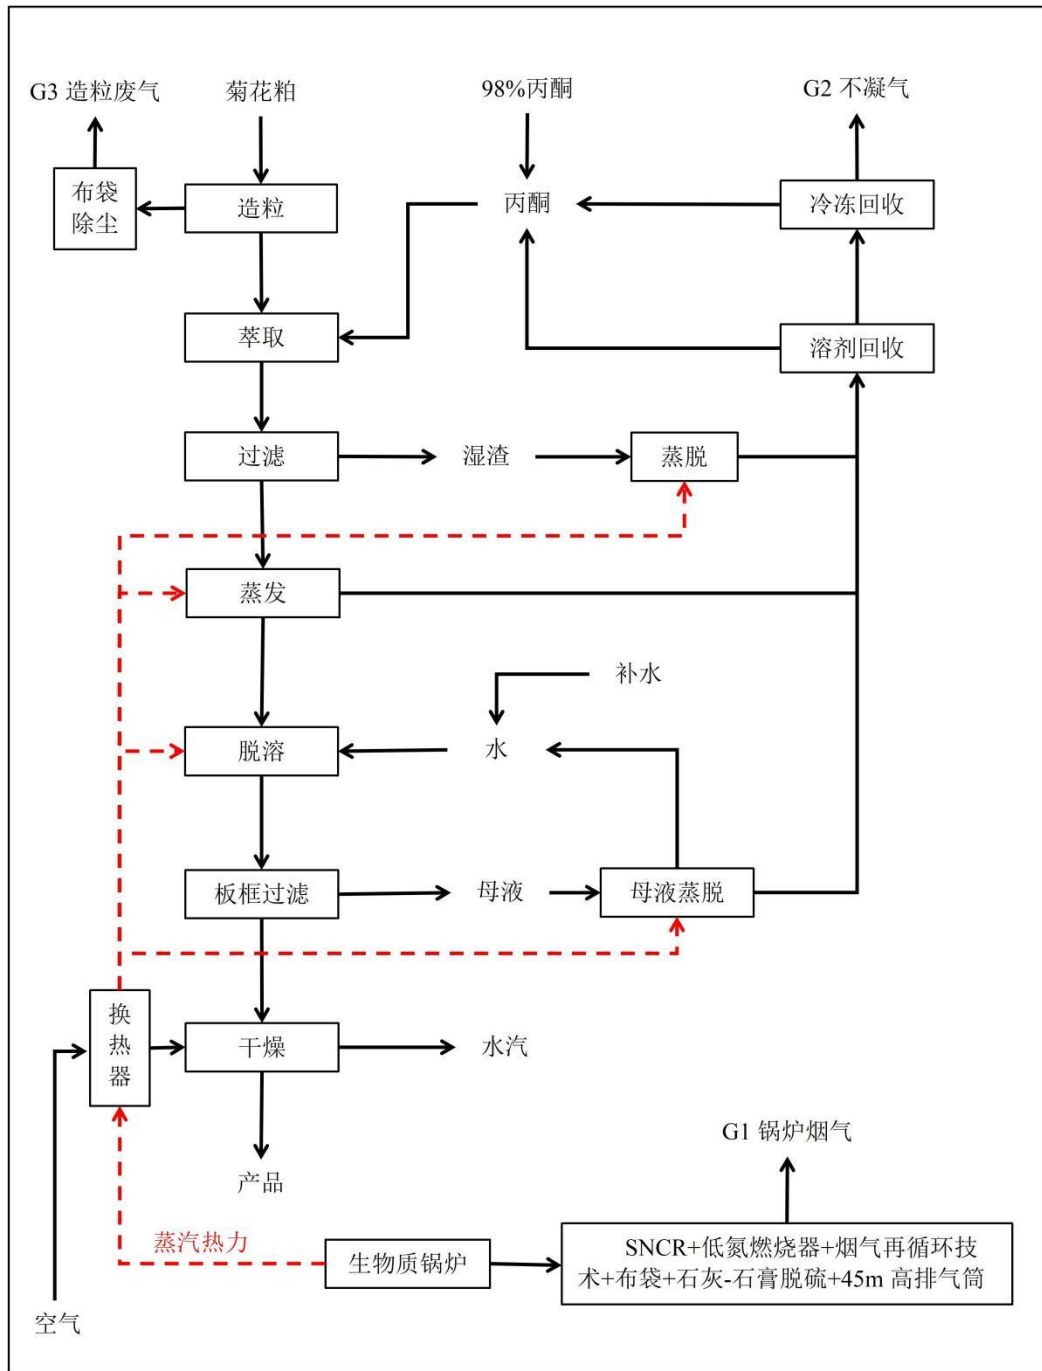 G3 造粒废气
菊花粕
98%丙酮
G2 不凝气
布袋
除尘
造粒
丙酮
冷冻回收
萃取
溶剂回收
过滤
湿渣
蒸脱
蒸发
补水
脱溶
水
板框过滤
母液
母液蒸脱
换
热
器
干燥
水汽
G1 锅炉烟气
产品
蒸汽热力
生物质锅炉
SNCR+低氮燃烧器+烟气再循环技
术+布袋+石灰-石膏脱硫+45m 高排气筒
空气